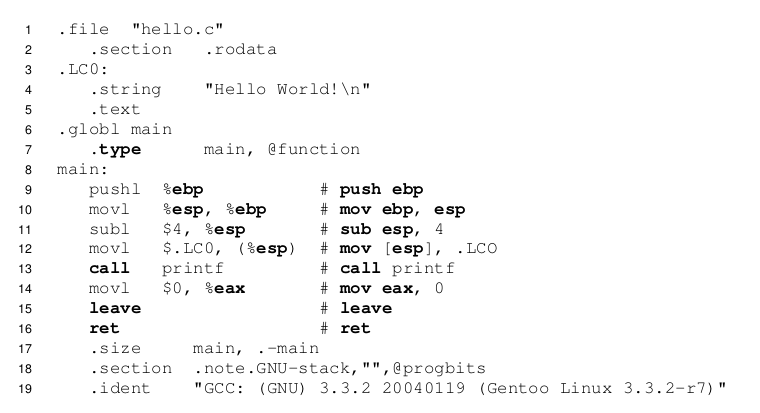 1 .file "hello.c"
2 .section .rodata
3 .LC0:
4 .string "Hello World!\n"
5 .text
6 .globl main
7 .type main, @function
8 main:
9 pushl %ebp # push ebp
10 movl %esp, %ebp # mov ebp, esp
11 subl $4, %esp # sub esp, 4
12 movl $.LC0, (%esp) # mov [esp], .LCO
13 call printf # call printf
14 movl $0, %eax # mov eax, 0
15 leave # leave
16 ret # ret
17 .size main, .-main
18 .section .note.GNU-stack,"",@progbits
19 .ident "GCC: (GNU) 3.3.2 20040119 (Gentoo Linux 3.3.2-r7)"